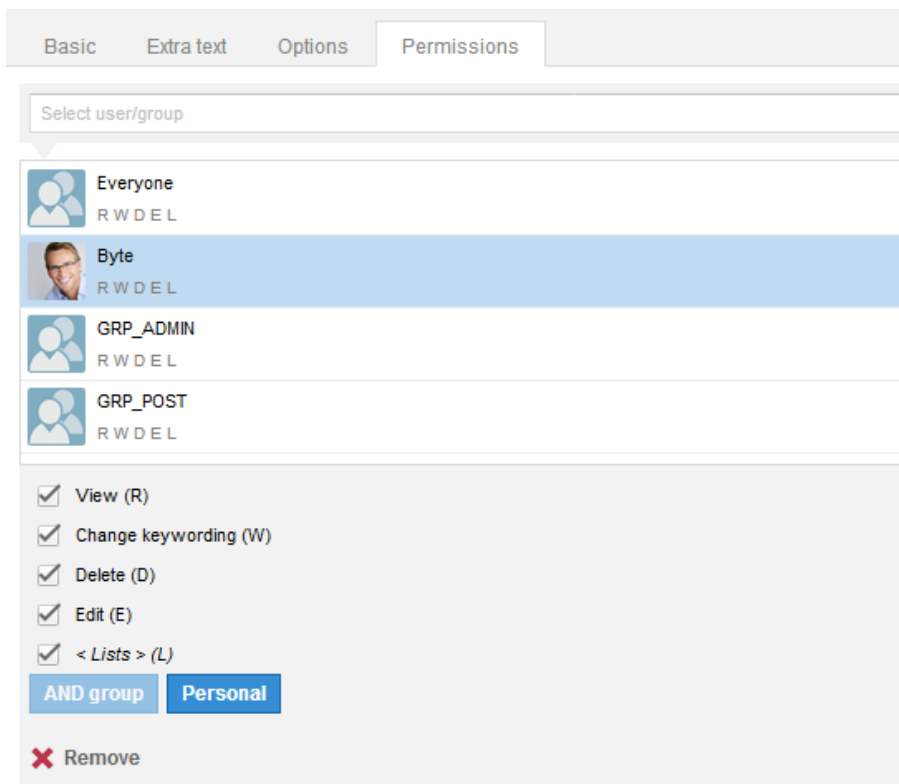 Basic Extra text Options Permissions
Select user/group
Everyone
R W D E L
Byte
R W D E L
GRP_ADMIN
R W D E L
GRP_POST
R W D E L
View (R)
Change keywording (W)
Delete (D)
Edit (E)
< Lists > (L)
AND group Personal
Remove